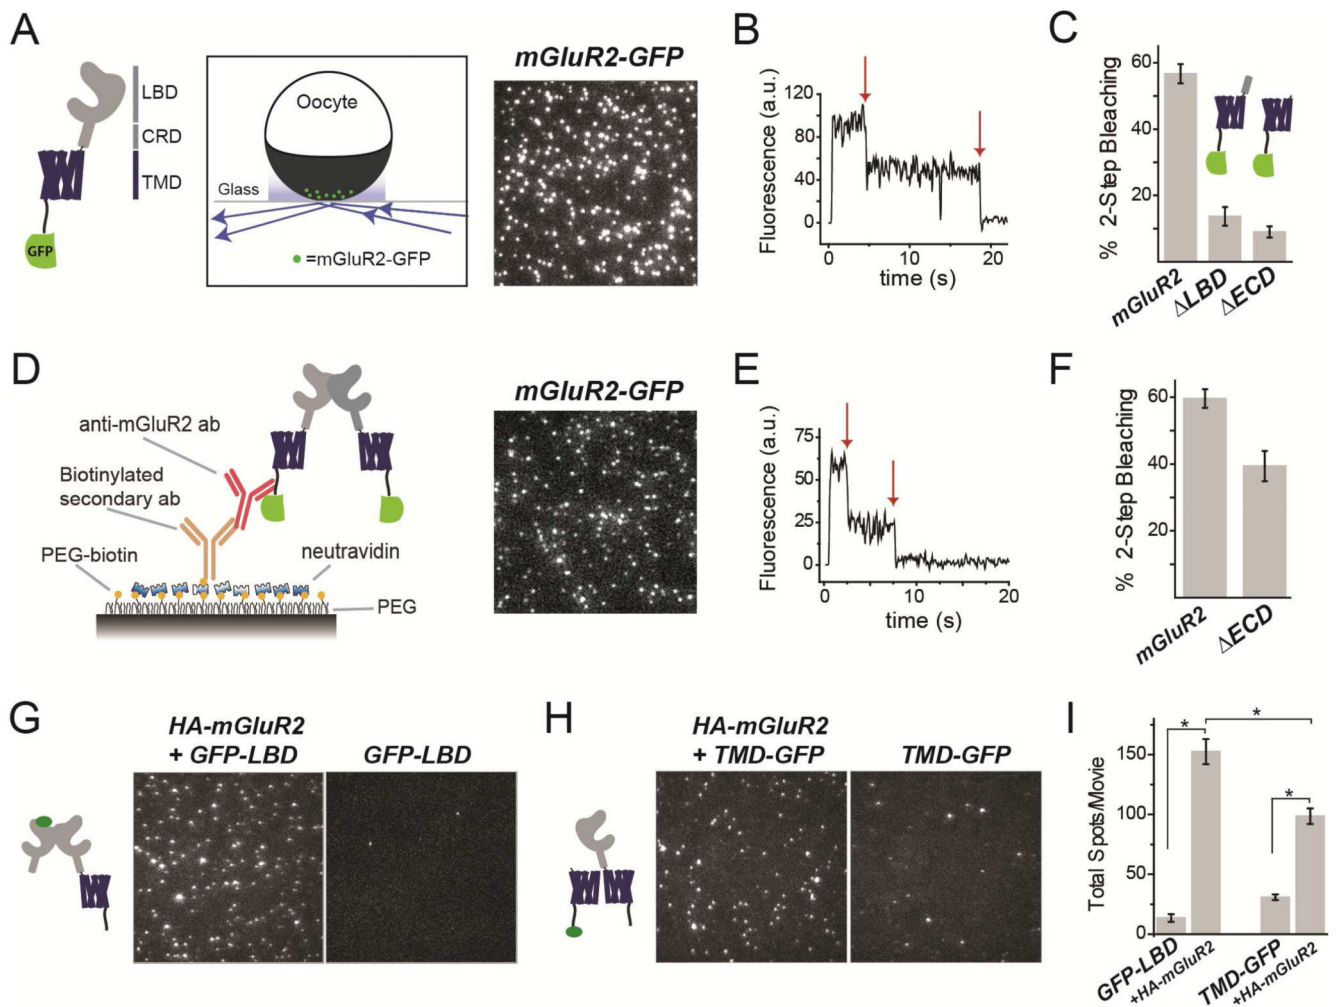 A
LBD
CRD
TMD
GFP
Oocyte
Glass
=mGluR2-GFP
mGluR2-GFP
B
Fluorescence (a.u.)
120
80
40
0
0
10
20
time (s)
C
% 2-Step Bleaching
60
40
20
mGluR2
ΔLBD
ΔECD
D
anti-mGluR2 ab
Biotinylated
secondary ab
PEG-biotin
neutravidin
PEG
mGluR2-GFP
E
Fluorescence (a.u.)
75
50
25
0
0
10
20
time (s)
F
% 2-Step Bleaching
60
40
20
mGluR2
ΔECD
G
HA-mGluR2
+ GFP-LBD
GFP-LBD
H
HA-mGluR2
+ TMD-GFP
TMD-GFP
I
Total Spots/Movie
150
100
50
0
*
*
*
GFP-LBD
+HA-mGluR2
TMD-GFP
+HA-mGluR2